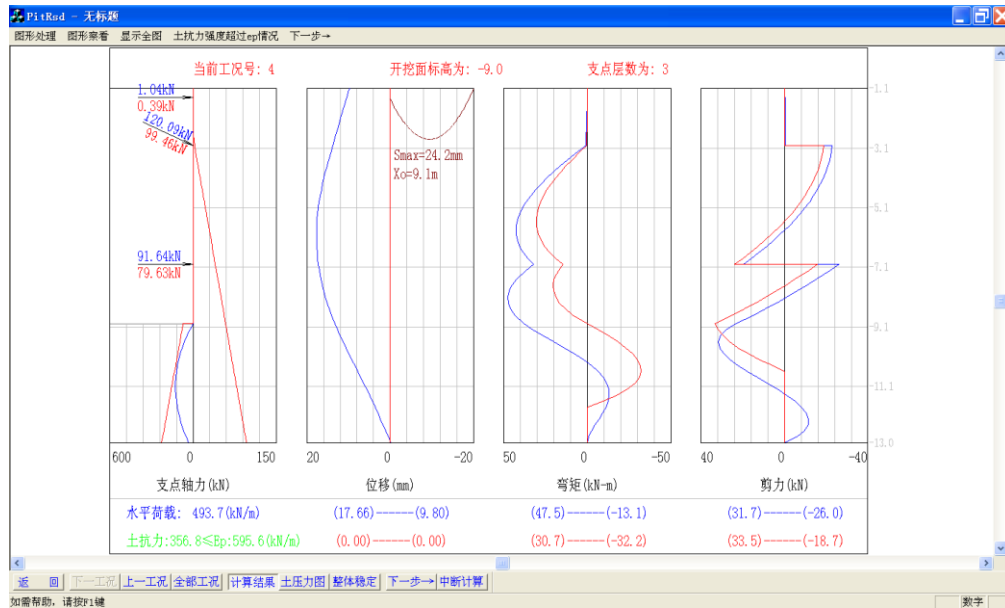 PitRsd - 无标题
图形处理 图形察看 显示全图 土抗力强度超过ep情况 下一步→
当前工况号: 4 开挖面标高为: -9.0 支点层数为: 3
1.04kN
0.39kN
120.09kN
99.46kN
Smax=24.2mm
Xo=9.1m
91.64kN
79.63kN
-1.1
-3.1
-5.1
-7.1
-9.1
-11.1
-13.0
600 0 150 20 0 -20 50 0 -50 40 0 -40
支点轴力(kN) 位移(mm) 弯矩(kN-m) 剪力(kN)
水平荷载: 493.7(kN/m) (17.66)------(9.80) (47.5)------(-13.1) (31.7)------(-26.0)
土抗力:356.8≤Ep:595.6(kN/m) (0.00)------(0.00) (30.7)------(-32.2) (33.5)------(-18.7)
返 回 下一工况 上一工况 全部工况 计算结果 土压力图 整体稳定 下一步→ 中断计算
如需帮助，请按F1键 数字